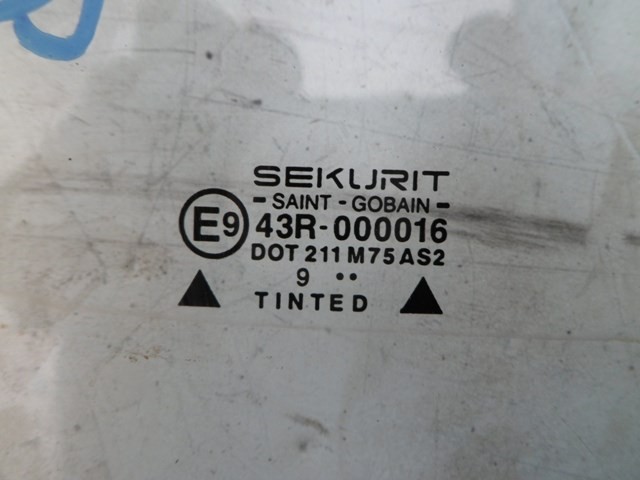 SEKURIT
- SAINT - GOBAIN -
E9 43R-000016
DOT 211 M75 AS2
9 ••
TINTED